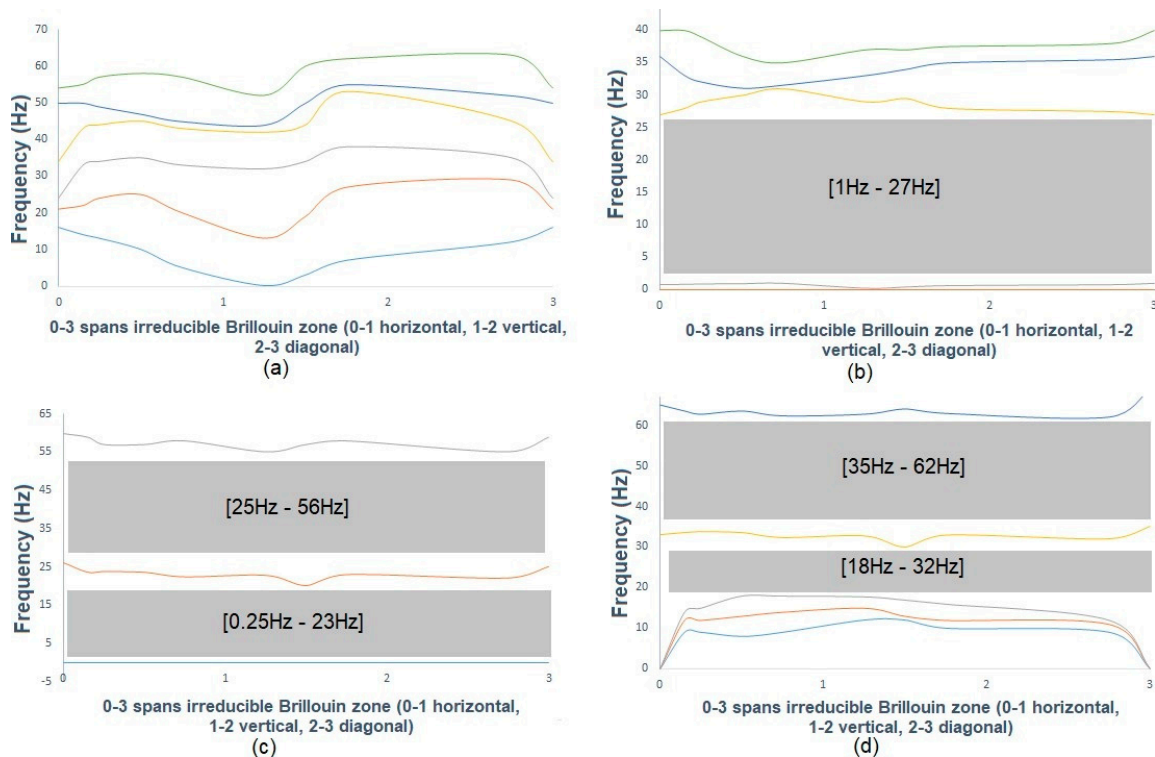 70
60
50
40
30
20
10
0
Frequency (Hz)
0
1
2
3
0-3 spans irreducible Brillouin zone (0-1 horizontal, 1-2 vertical,
2-3 diagonal)
(a)
40
35
30
25
20
15
10
5
0
Frequency (Hz)
[1Hz - 27Hz]
0
1
2
3
0-3 spans irreducible Brillouin zone (0-1 horizontal, 1-2
vertical, 2-3 diagonal)
(b)
65
55
45
35
25
15
5
-5
Frequency (Hz)
[25Hz - 56Hz]
[0.25Hz - 23Hz]
0
1
2
3
0-3 spans irreducible Brillouin zone (0-1 horizontal,
1-2 vertical, 2-3 diagonal)
(c)
60
50
40
30
20
10
0
Frequency (Hz)
[35Hz - 62Hz]
[18Hz - 32Hz]
0
1
2
3
0-3 spans irreducible Brillouin zone (0-1 horizontal,
1-2 vertical, 2-3 diagonal)
(d)